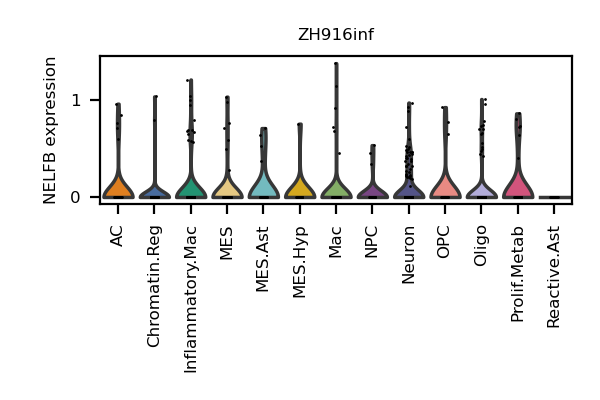 ZH916inf
NELFB expression
1
0
AC
Chromatin.Reg
Inflammatory.Mac
MES
MES.Ast
MES.Hyp
Mac
NPC
Neuron
OPC
Oligo
Prolif.Metab
Reactive.Ast